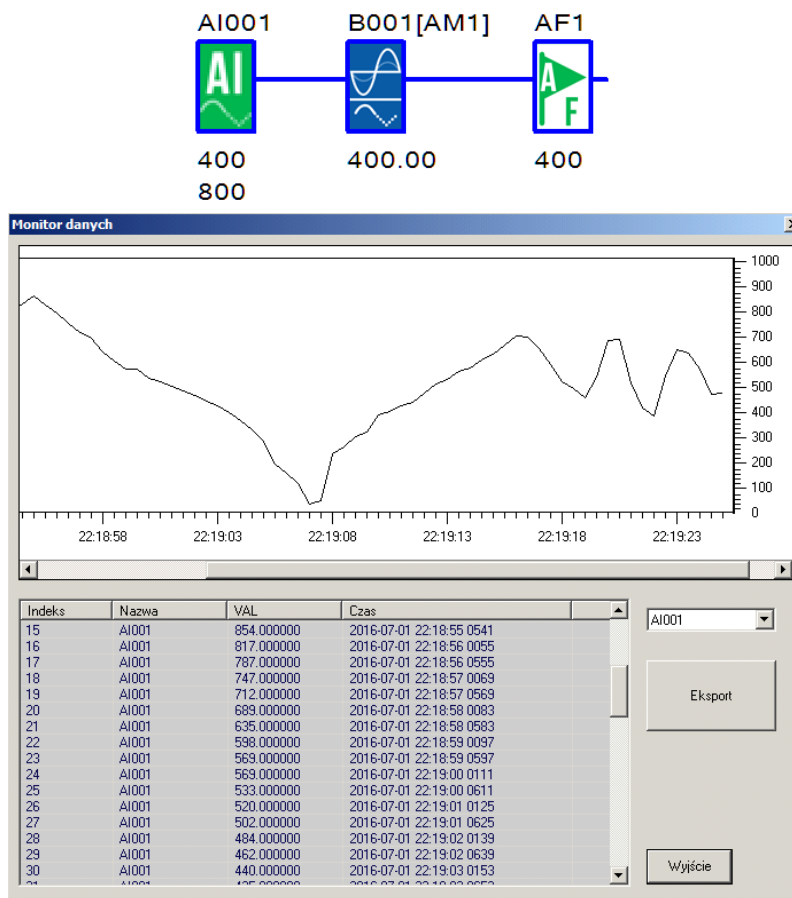 AI001 B001[AM1] AF1
AI A F
400 400.00 400
800
Monitor danych
1000
900
800
700
600
500
400
300
200
100
0
22:18:58 22:19:03 22:19:08 22:19:13 22:19:18 22:19:23
Indeks Nazwa VAL Czas
15 AI001 854.000000 2016-07-01 22:18:55 0541
16 AI001 817.000000 2016-07-01 22:18:56 0055
17 AI001 787.000000 2016-07-01 22:18:56 0555
18 AI001 747.000000 2016-07-01 22:18:57 0069
19 AI001 712.000000 2016-07-01 22:18:57 0569
20 AI001 689.000000 2016-07-01 22:18:58 0083
21 AI001 635.000000 2016-07-01 22:18:58 0583
22 AI001 598.000000 2016-07-01 22:18:59 0097
23 AI001 569.000000 2016-07-01 22:18:59 0597
24 AI001 569.000000 2016-07-01 22:19:00 0111
25 AI001 533.000000 2016-07-01 22:19:00 0611
26 AI001 520.000000 2016-07-01 22:19:01 0125
27 AI001 502.000000 2016-07-01 22:19:01 0625
28 AI001 484.000000 2016-07-01 22:19:02 0139
29 AI001 462.000000 2016-07-01 22:19:02 0639
30 AI001 440.000000 2016-07-01 22:19:03 0153
AI001
Eksport
Wyjście